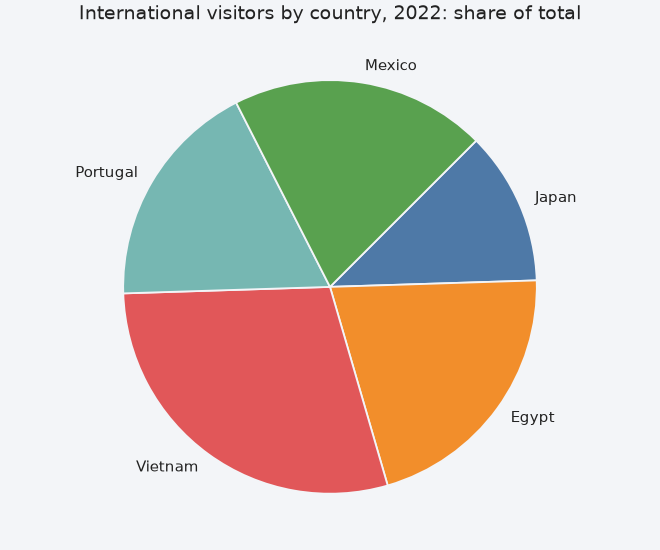 International visitors by country, 2022: share of total
Mexico
Portugal
Japan
Egypt
Vietnam